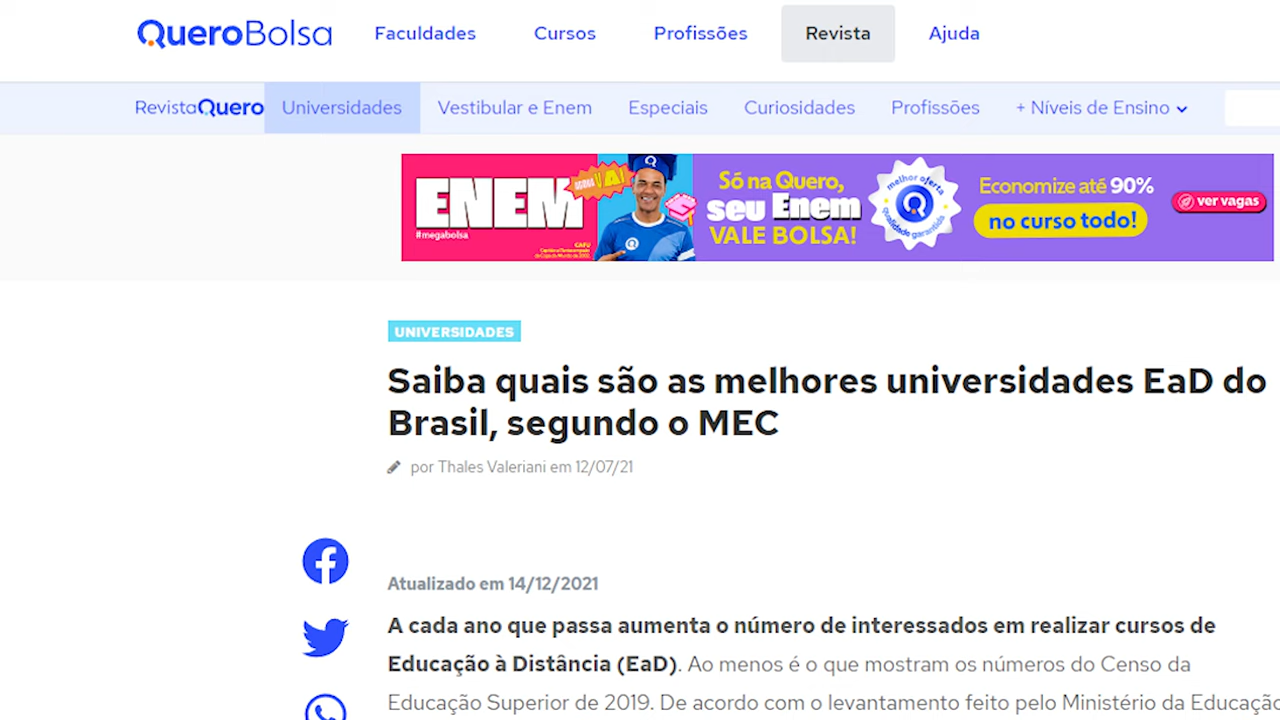 QueroBolsa Faculdades Cursos Profissões Revista Ajuda
RevistaQuero Universidades Vestibular e Enem Especiais Curiosidades Profissões + Níveis de Ensino
ENEM
AGORA VAI!
#megabolsa
CAFU
Só na Quero,
seu Enem
VALE BOLSA!
melhor oferta
qualidade garantida
Economize até 90%
no curso todo!
ver vagas
UNIVERSIDADES
Saiba quais são as melhores universidades EaD do
Brasil, segundo o MEC
por Thales Valeriani em 12/07/21
Atualizado em 14/12/2021
A cada ano que passa aumenta o número de interessados em realizar cursos de
Educação à Distância (EaD). Ao menos é o que mostram os números do Censo da
Educação Superior de 2019. De acordo com o levantamento feito pelo Ministério da Educação